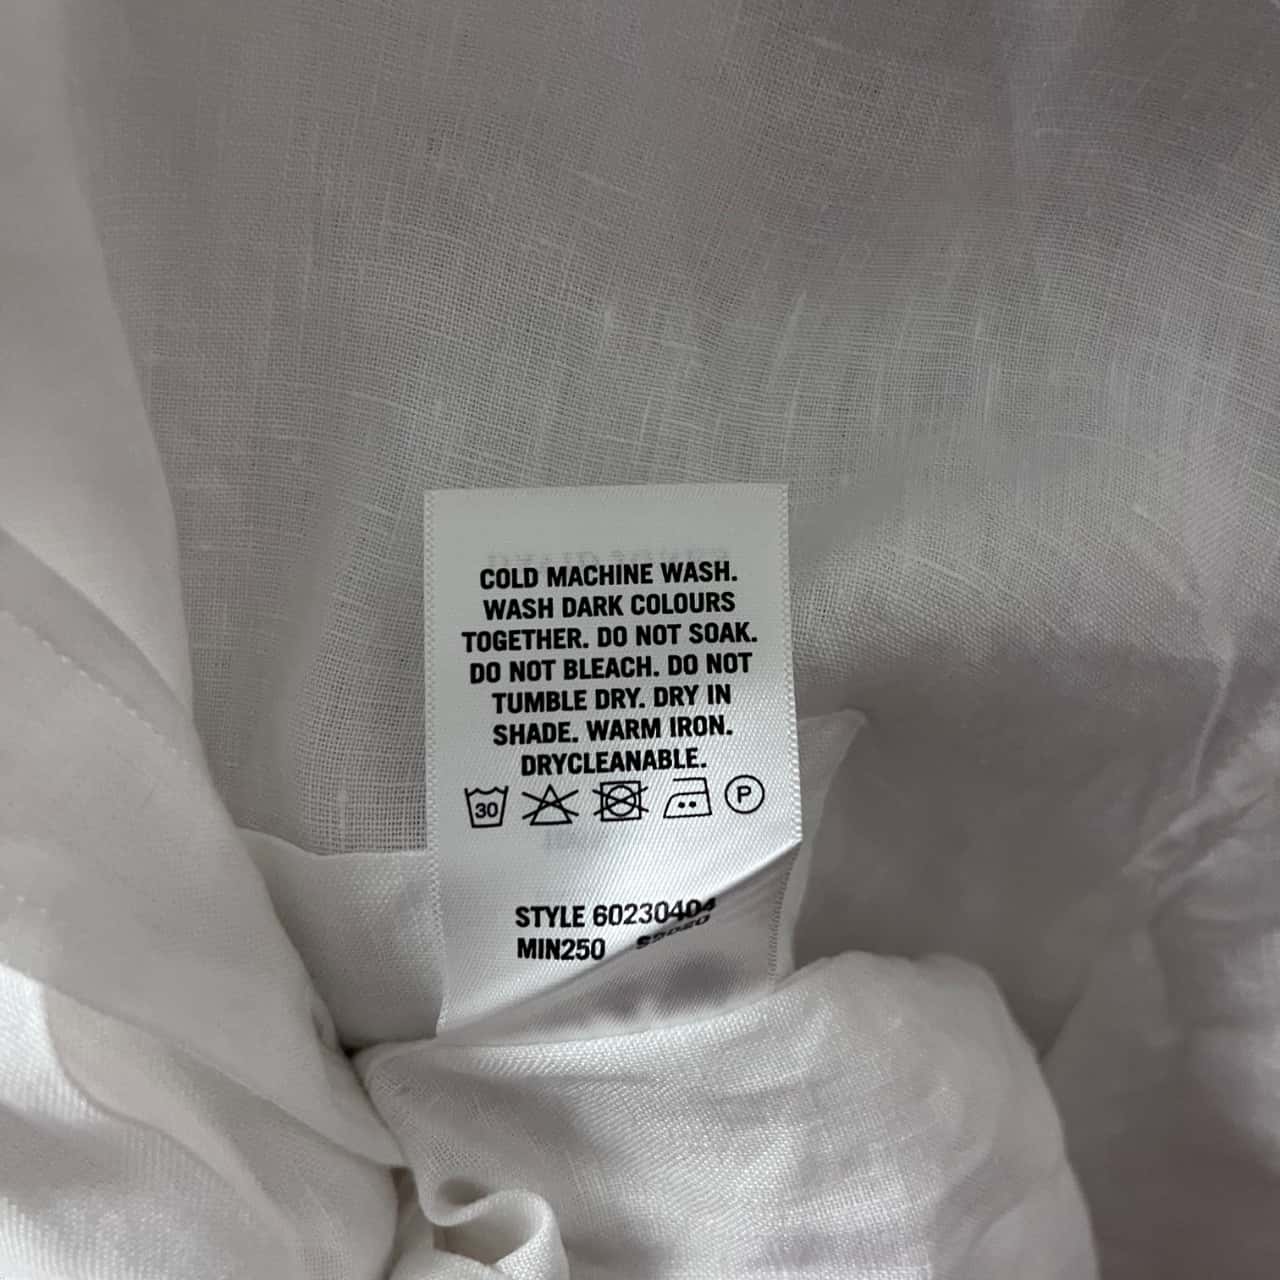 COLD MACHINE WASH.
WASH DARK COLOURS
TOGETHER. DO NOT SOAK.
DO NOT BLEACH. DO NOT
TUMBLE DRY. DRY IN
SHADE. WARM IRON.
DRYCLEANABLE.
30 P
STYLE 60230404
MIN250